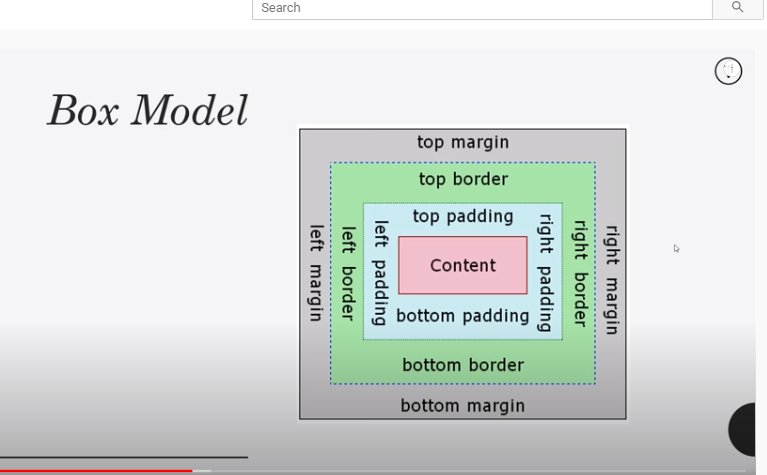 Search
Box Model
top margin
top border
top padding
left margin
left border
left padding
Content
right padding
right border
right margin
bottom padding
bottom border
bottom margin